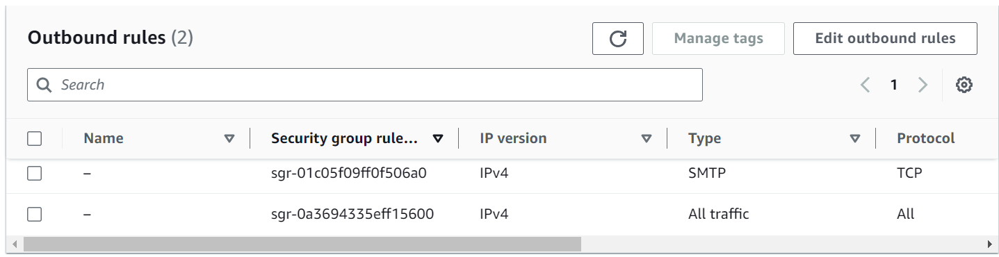 Outbound rules (2)
Manage tags
Edit outbound rules
Search
1
Name Security group rule... IP version Type Protocol
– sgr-01c05f09ff0f506a0 IPv4 SMTP TCP
– sgr-0a3694335eff15600 IPv4 All traffic All